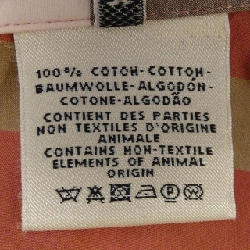 100% COTON-COTTON-
BAUMWOLLE-ALGODÓN-
COTONE-ALGODÃO
CONTIENT DES PARTIES
NON TEXTILES D'ORIGINE
ANIMALE
CONTAINS NON-TEXTILE
ELEMENTS OF ANIMAL
ORIGIN